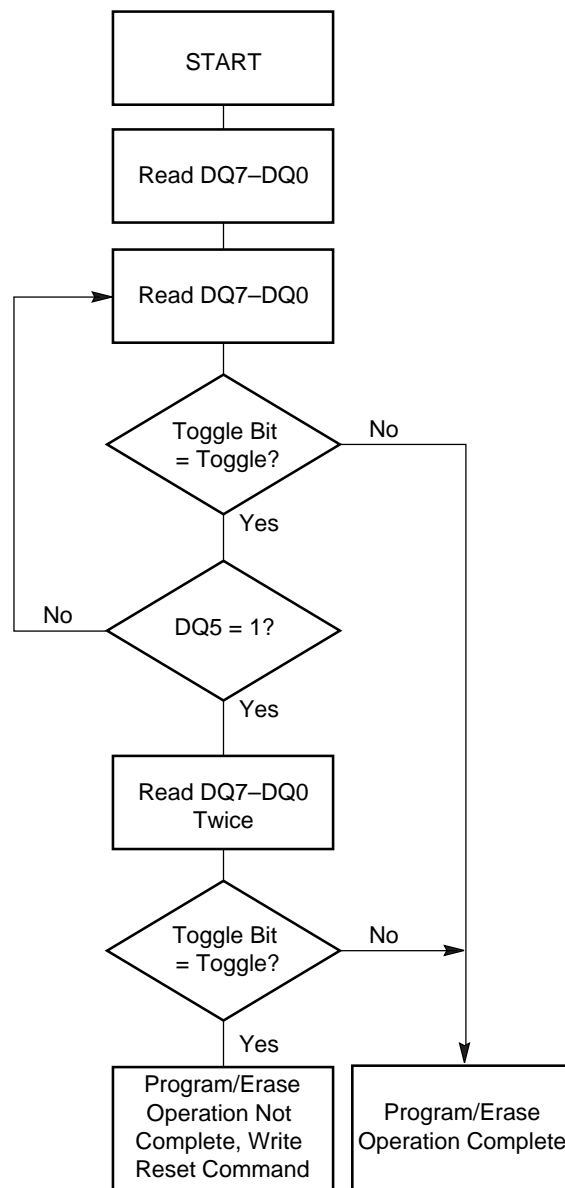 START
Read DQ7–DQ0
Read DQ7–DQ0
Toggle Bit
= Toggle?
No
Yes
No
DQ5 = 1?
Yes
Read DQ7–DQ0
Twice
Toggle Bit
= Toggle?
No
Yes
Program/Erase
Operation Not
Complete, Write
Reset Command
Program/Erase
Operation Complete